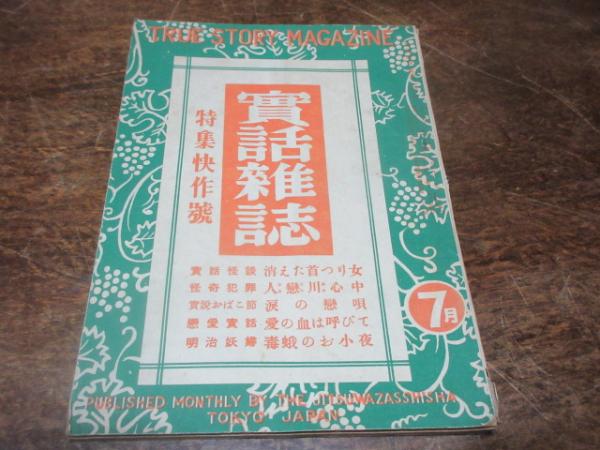 TRUE STORY MAGAZINE
實話雜誌
特集快作號
實話怪談 消えた首つり女
怪奇犯罪 人戀川心中
實説おばこ節 涙の戀唄
戀愛實話 愛の血は呼びて
明治妖婦 毒蛾のお小夜
7月
PUBLISHED MONTHLY BY THE JITSUWAZASSHISHA
TOKYO JAPAN